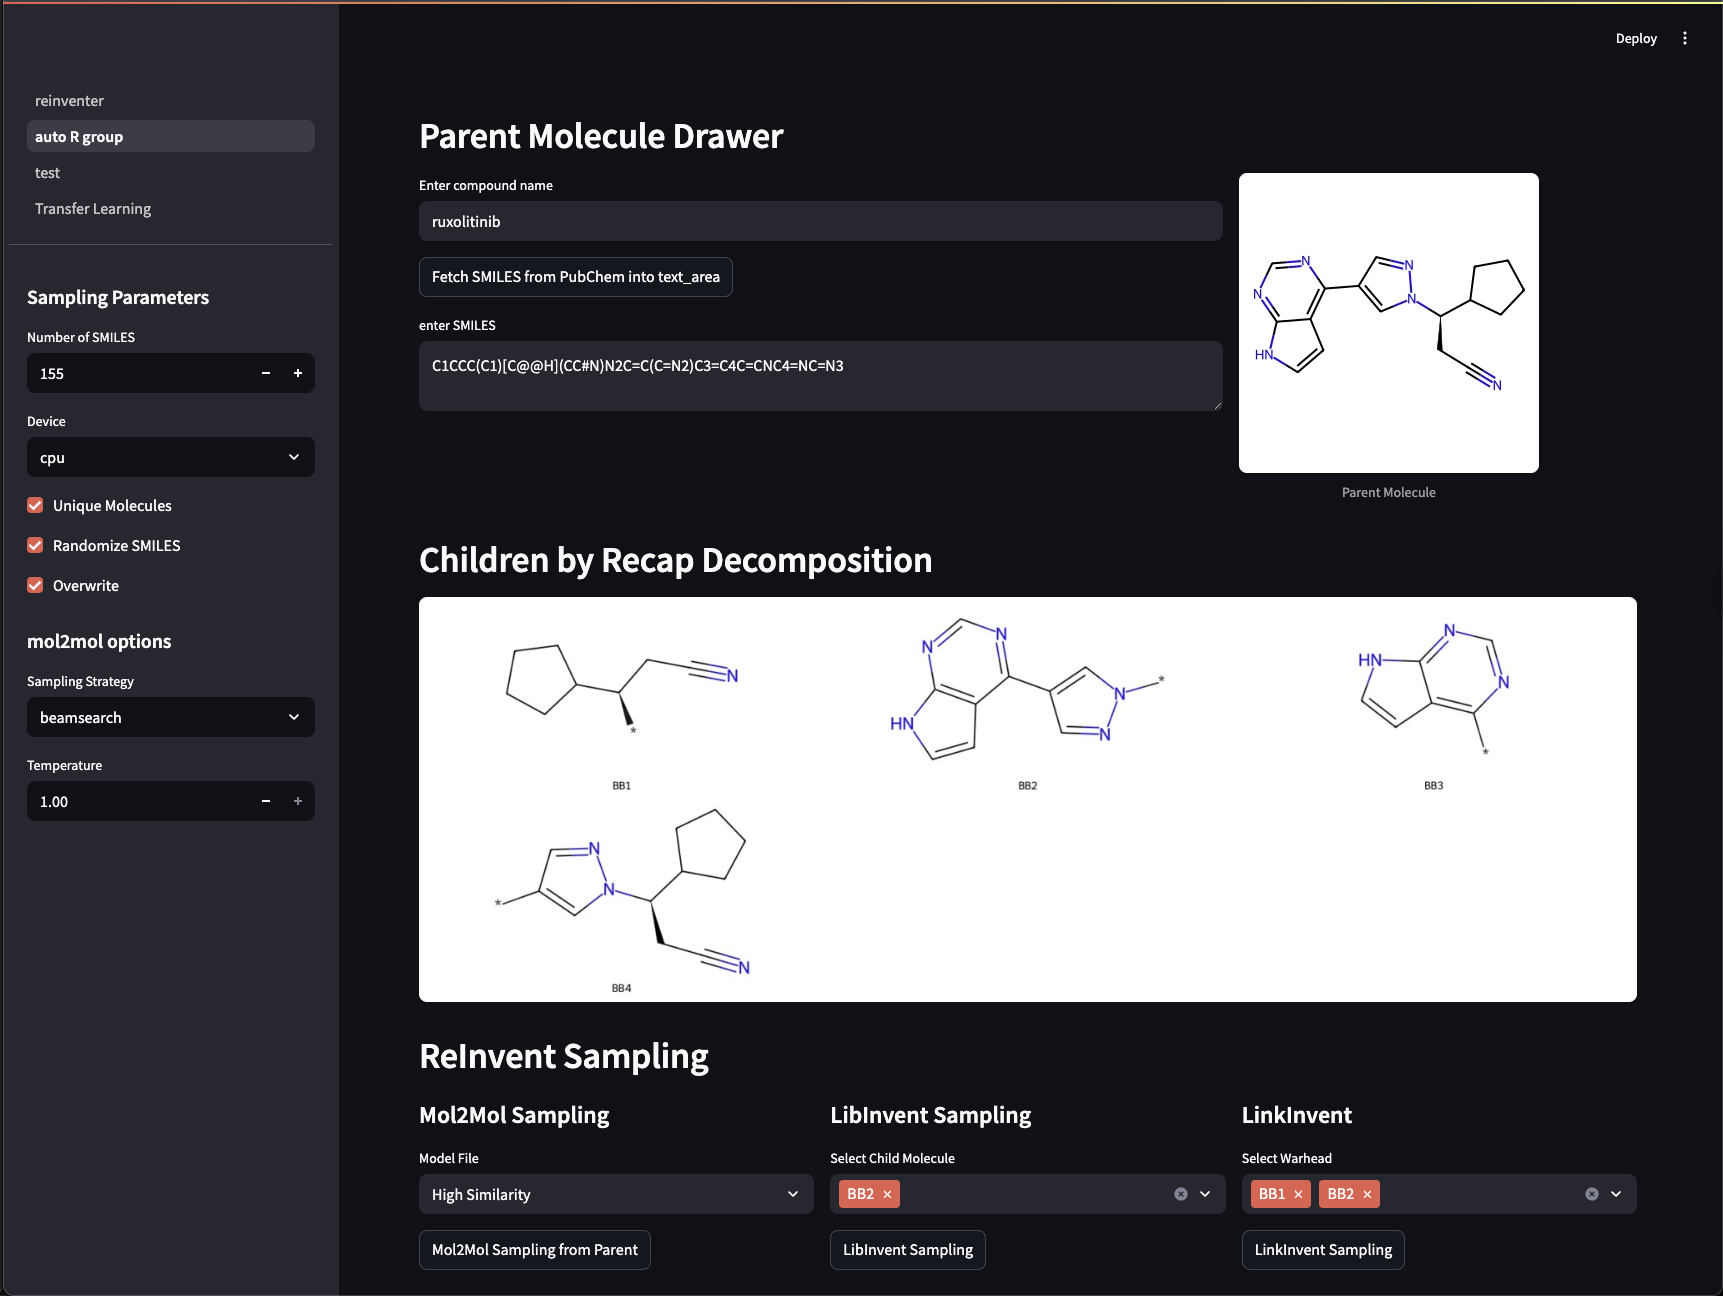 Deploy
reinventer
auto R group
test
Transfer Learning
Sampling Parameters
Number of SMILES
155
Device
cpu
Unique Molecules
Randomize SMILES
Overwrite
mol2mol options
Sampling Strategy
beamsearch
Temperature
1.00
Parent Molecule Drawer
Enter compound name
ruxolitinib
Fetch SMILES from PubChem into text_area
enter SMILES
C1CCC(C1)[C@@H](CC#N)N2C=C(C=N2)C3=C4C=CNC4=NC=N3
N
N
N
N
HN
N
Parent Molecule
Children by Recap Decomposition
N
*
BB1
N
N
HN
N
N
*
BB2
N
HN
N
*
BB3
N
N
*
N
BB4
ReInvent Sampling
Mol2Mol Sampling
Model File
High Similarity
Mol2Mol Sampling from Parent
LibInvent Sampling
Select Child Molecule
BB2
LibInvent Sampling
LinkInvent
Select Warhead
BB1 BB2
LinkInvent Sampling